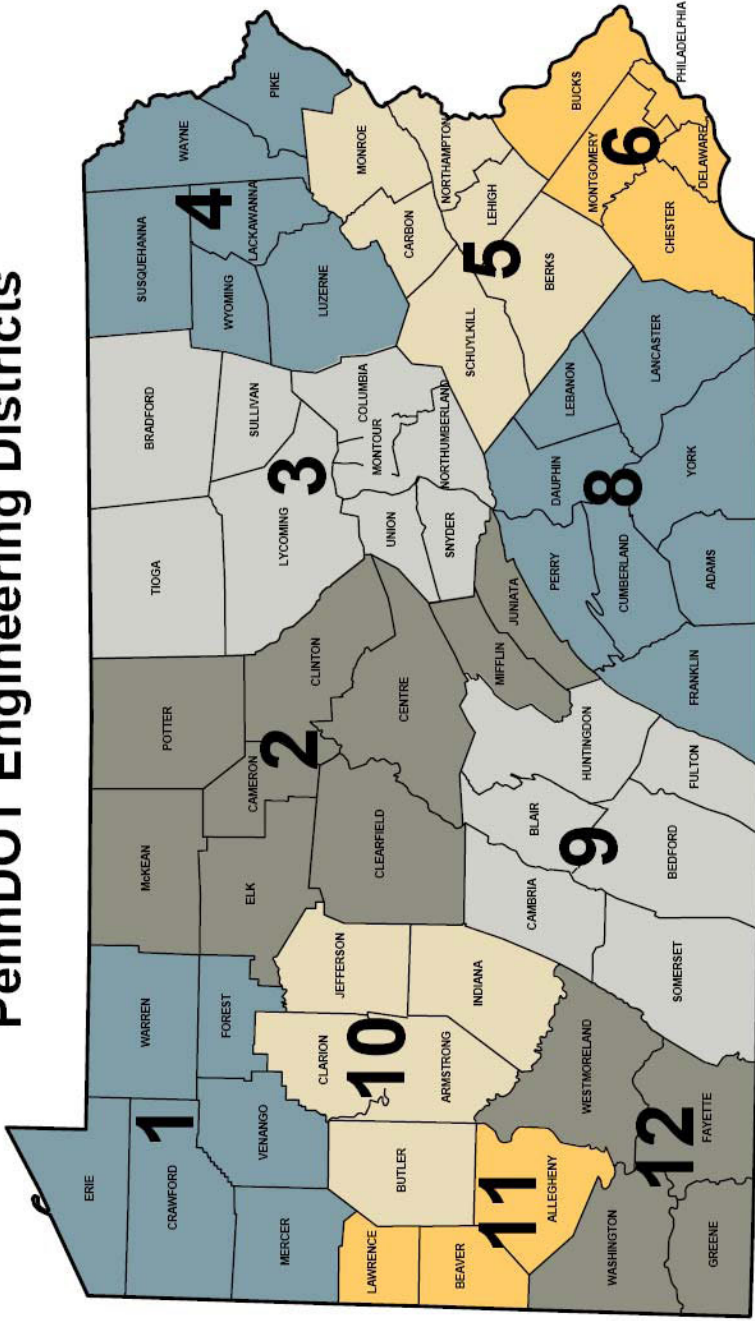 PennDOT Engineering Districts
ERIE
CRAWFORD
MERCER
VENANGO
WARREN
FOREST
1
McKEAN
POTTER
ELK
CAMERON
CLINTON
CLEARFIELD
CENTRE
MIFFLIN
JUNIATA
2
TIOGA
BRADFORD
LYCOMING
SULLIVAN
COLUMBIA
MONTOUR
NORTHUMBERLAND
UNION
SNYDER
3
SUSQUEHANNA
WAYNE
WYOMING
LACKAWANNA
PIKE
LUZERNE
4
MONROE
CARBON
NORTHAMPTON
LEHIGH
SCHUYLKILL
BERKS
5
BUCKS
MONTGOMERY
CHESTER
DELAWARE
PHILADELPHIA
6
PERRY
DAUPHIN
LEBANON
CUMBERLAND
LANCASTER
YORK
ADAMS
FRANKLIN
8
CAMBRIA
BLAIR
HUNTINGDON
SOMERSET
BEDFORD
FULTON
9
JEFFERSON
CLARION
INDIANA
ARMSTRONG
BUTLER
10
LAWRENCE
BEAVER
ALLEGHENY
11
WESTMORELAND
WASHINGTON
FAYETTE
GREENE
12